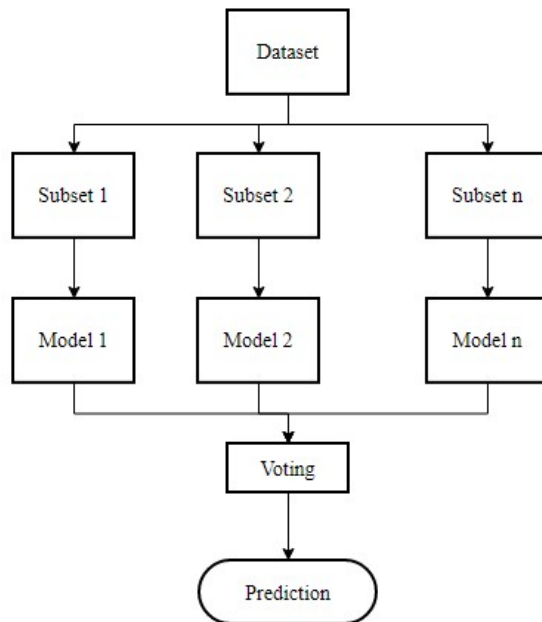 Dataset
Subset 1
Subset 2
Subset n
Model 1
Model 2
Model n
Voting
Prediction